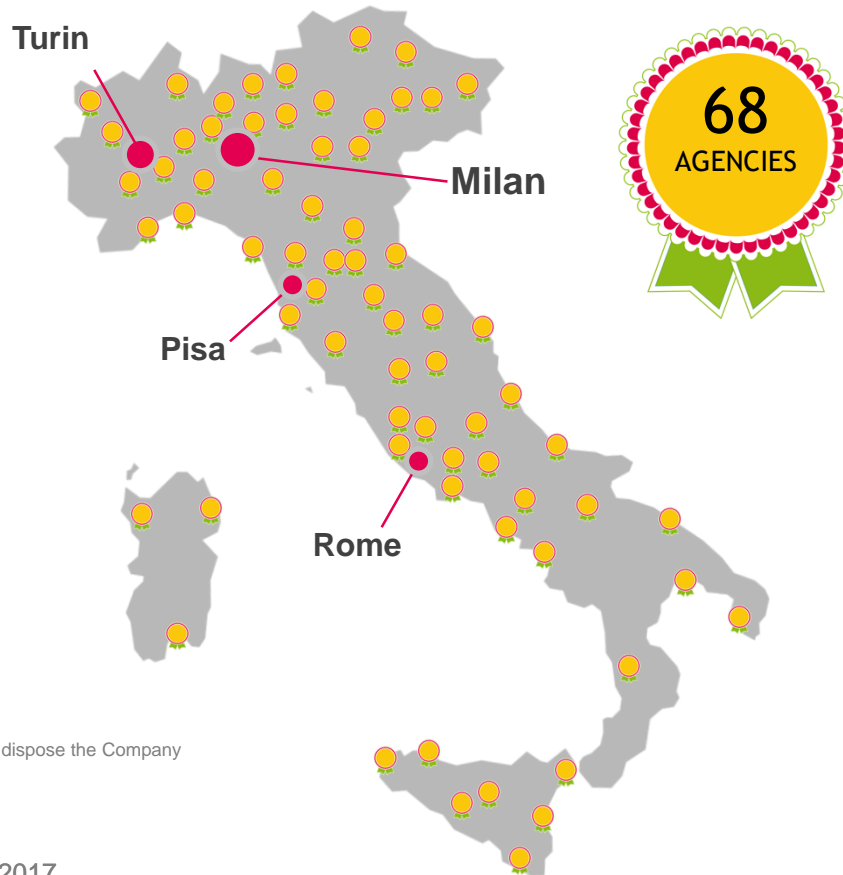 Turin
68
AGENCIES
Milan
Pisa
Rome
dispose the Company
2017